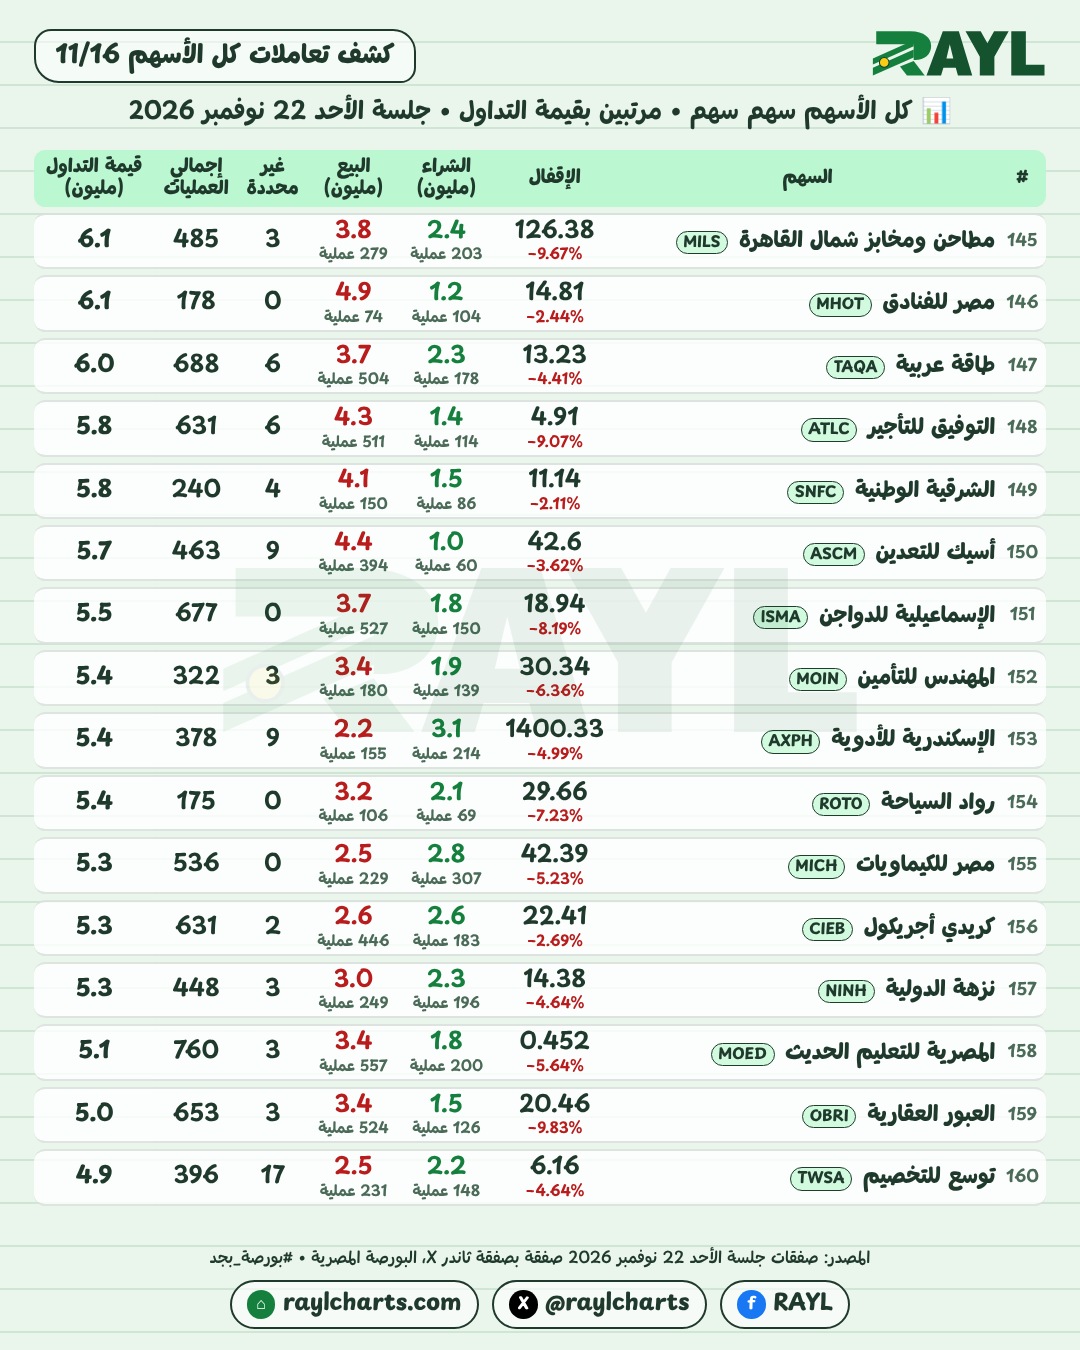 RAYL
كشف تعاملات كل الأسهم 11/16
📊 كل الأسهم سهم سهم • مرتبين بقيمة التداول • جلسة الأحد 22 نوفمبر 2026
# السهم الإقفال الشراء (مليون) البيع (مليون) غير محددة إجمالي العمليات قيمة التداول (مليون)
145 مطاحن ومخابز شمال القاهرة MILS 126.38 2.4 3.8 3 485 6.1
-9.67% 203 عملية 279 عملية
146 مصر للفنادق MHOT 14.81 1.2 4.9 0 178 6.1
-2.44% 104 عملية 74 عملية
147 طاقة عربية TAQA 13.23 2.3 3.7 6 688 6.0
-4.41% 178 عملية 504 عملية
148 التوفيق للتأجير ATLC 4.91 1.4 4.3 6 631 5.8
-9.07% 114 عملية 511 عملية
149 الشرقية الوطنية SNFC 11.14 1.5 4.1 4 240 5.8
-2.11% 86 عملية 150 عملية
150 أسيك للتعدين ASCM 42.6 1.0 4.4 9 463 5.7
-3.62% 60 عملية 394 عملية
151 الإسماعيلية للدواجن ISMA 18.94 1.8 3.7 0 677 5.5
-8.19% 150 عملية 527 عملية
152 المهندس للتأمين MOIN 30.34 1.9 3.4 3 322 5.4
-6.36% 139 عملية 180 عملية
153 الإسكندرية للأدوية AXPH 1400.33 3.1 2.2 9 378 5.4
-4.99% 214 عملية 155 عملية
154 رواد السياحة ROTO 29.66 2.1 3.2 0 175 5.4
-7.23% 69 عملية 106 عملية
155 مصر للكيماويات MICH 42.39 2.8 2.5 0 536 5.3
-5.23% 307 عملية 229 عملية
156 كريدي أجريكول CIEB 22.41 2.6 2.6 2 631 5.3
-2.69% 183 عملية 446 عملية
157 نزهة الدولية NINH 14.38 2.3 3.0 3 448 5.3
-4.64% 196 عملية 249 عملية
158 المصرية للتعليم الحديث MOED 0.452 1.8 3.4 3 760 5.1
-5.64% 200 عملية 557 عملية
159 العبور العقارية OBRI 20.46 1.5 3.4 3 653 5.0
-9.83% 126 عملية 524 عملية
160 توسع للتخصيم TWSA 6.16 2.2 2.5 17 396 4.9
-4.64% 148 عملية 231 عملية
RAYL
المصدر: صفقات جلسة الأحد 22 نوفمبر 2026 صفقة بصفقة ثاندر X، البورصة المصرية • #بورصة_بجد
raylcharts.com
@raylcharts
RAYL